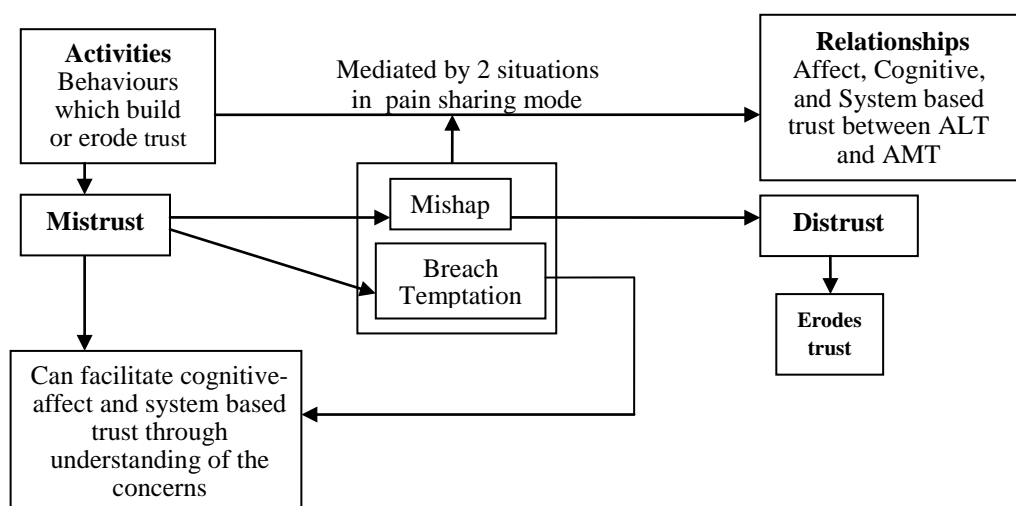 Activities
Behaviours
which build
or erode trust
Mediated by 2 situations
in pain sharing mode
Relationships
Affect, Cognitive,
and System based
trust between ALT
and AMT
Mistrust
Mishap
Distrust
Breach
Temptation
Erodes
trust
Can facilitate cognitive-
affect and system based
trust through
understanding of the
concerns